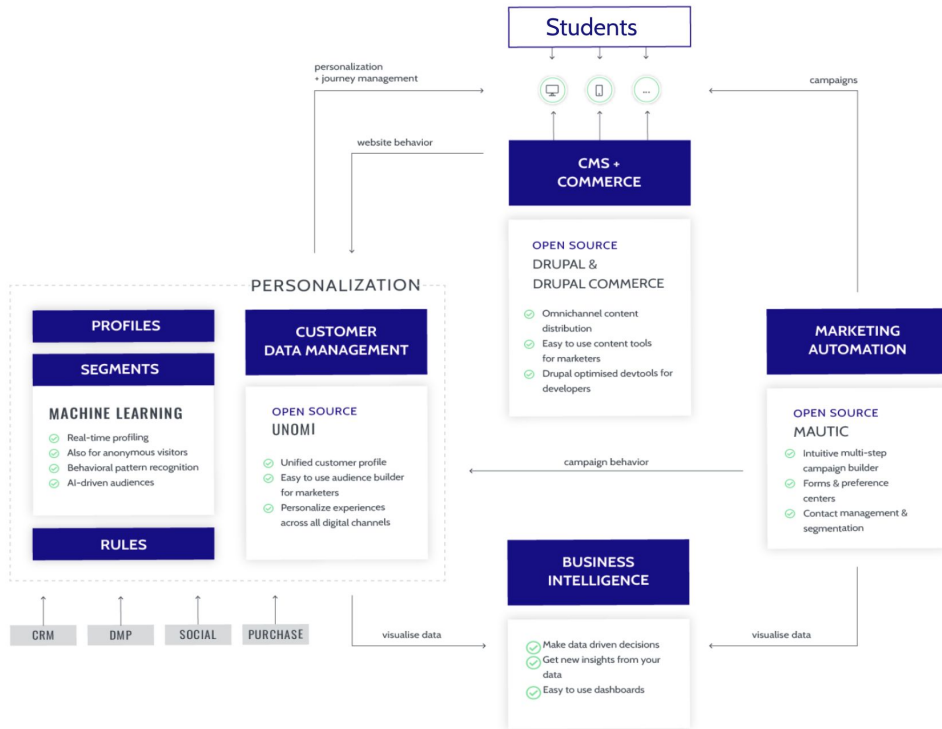 Students
personalization
+ journey management
campaigns
...
website behavior
CMS +
COMMERCE
OPEN SOURCE
DRUPAL &
DRUPAL COMMERCE
Omnichannel content
distribution
Easy to use content tools
for marketers
Drupal optimised devtools for
developers
PERSONALIZATION
PROFILES
SEGMENTS
MACHINE LEARNING
Real-time profiling
Also for anonymous visitors
Behavioral pattern recognition
AI-driven audiences
RULES
CUSTOMER
DATA MANAGEMENT
OPEN SOURCE
UNOMI
Unified customer profile
Easy to use audience builder
for marketers
Personalize experiences
across all digital channels
MARKETING
AUTOMATION
OPEN SOURCE
MAUTIC
Intuitive multi-step
campaign builder
Forms & preference
centers
Contact management &
segmentation
campaign behavior
BUSINESS
INTELLIGENCE
Make data driven decisions
Get new insights from your
data
Easy to use dashboards
CRM
DMP
SOCIAL
PURCHASE
visualise data
visualise data